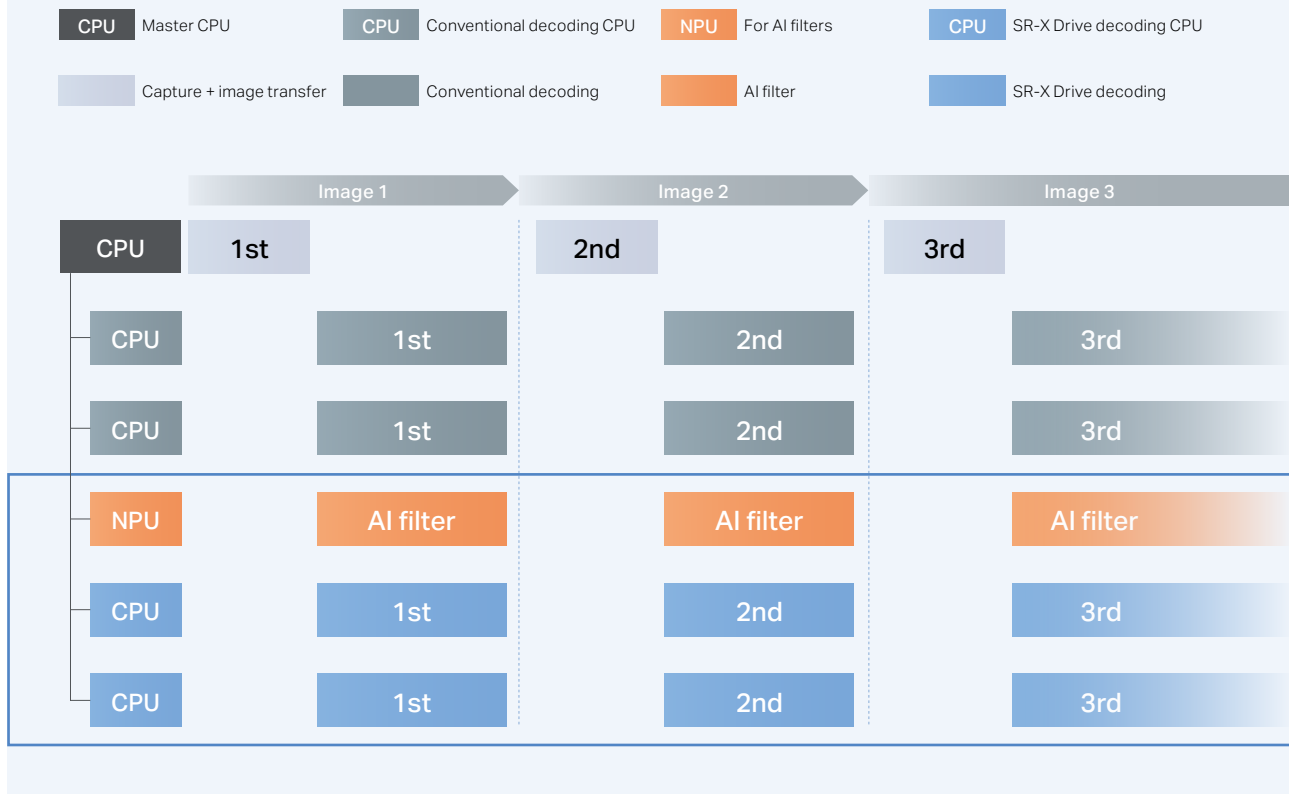 CPU Master CPU CPU Conventional decoding CPU NPU For AI filters CPU SR-X Drive decoding CPU
Capture + image transfer Conventional decoding AI filter SR-X Drive decoding
Image 1 Image 2 Image 3
CPU 1st 2nd 3rd
CPU 1st 2nd 3rd
CPU 1st 2nd 3rd
NPU AI filter AI filter AI filter
CPU 1st 2nd 3rd
CPU 1st 2nd 3rd